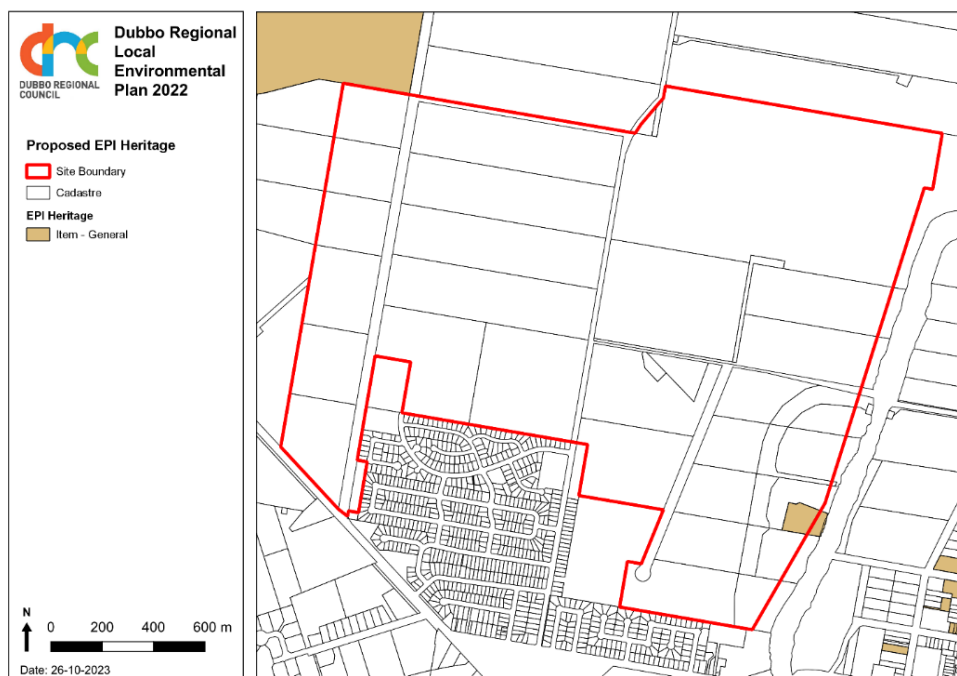 Dubbo Regional
Local
Environmental
Plan 2022
DUBBO REGIONAL
COUNCIL
Proposed EPI Heritage
Site Boundary
Cadastre
EPI Heritage
Item - General
N
0 200 400 600 m
Date: 26-10-2023